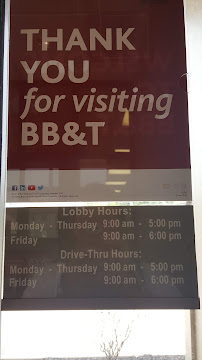 THANK
YOU
for visiting
BB&T
Lobby Hours:
Monday - Thursday 9:00 am - 5:00 pm
Friday 9:00 am - 6:00 pm
Drive-Thru Hours:
Monday - Thursday 9:00 am - 5:00 pm
Friday 9:00 am - 6:00 pm